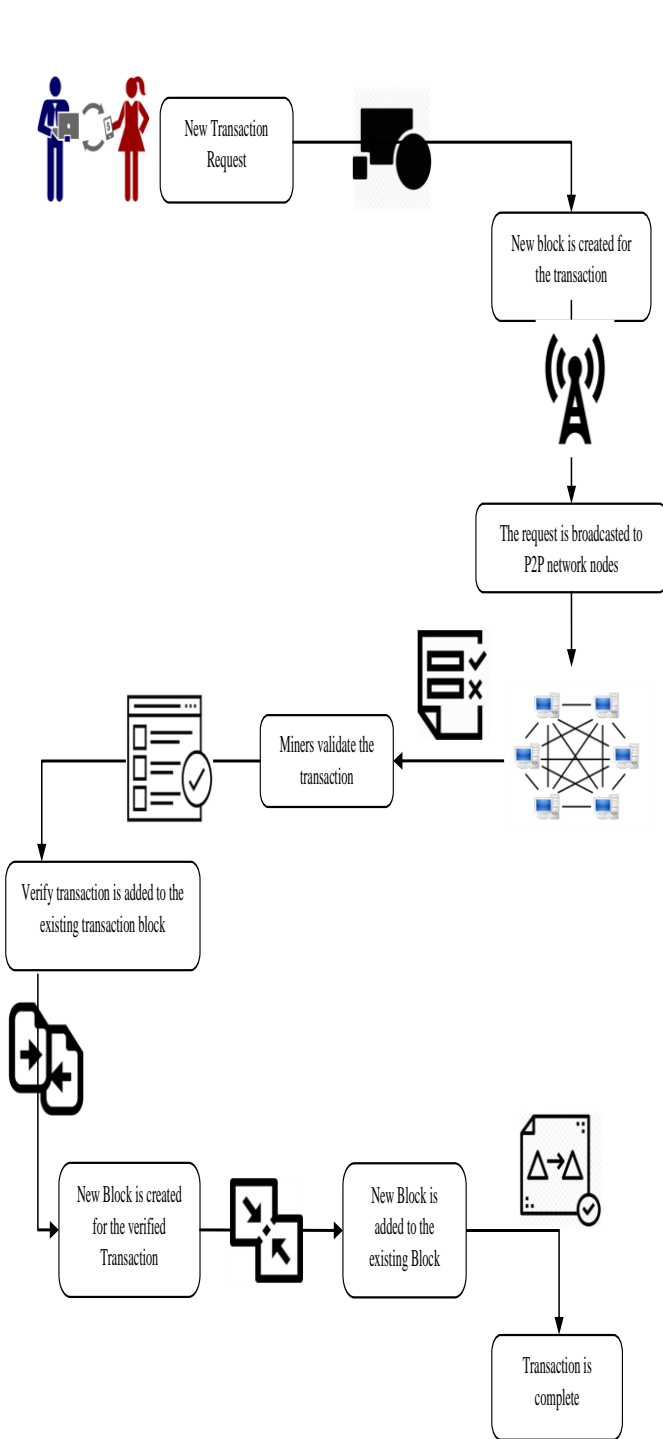 New Transaction
Request
New block is created for
the transaction
The request is broadcasted to
P2P network nodes
Miners validate the
transaction
Verify transaction is added to the
existing transaction block
New Block is created
for the verified
Transaction
New Block is
added to the
existing Block
Transaction is
complete